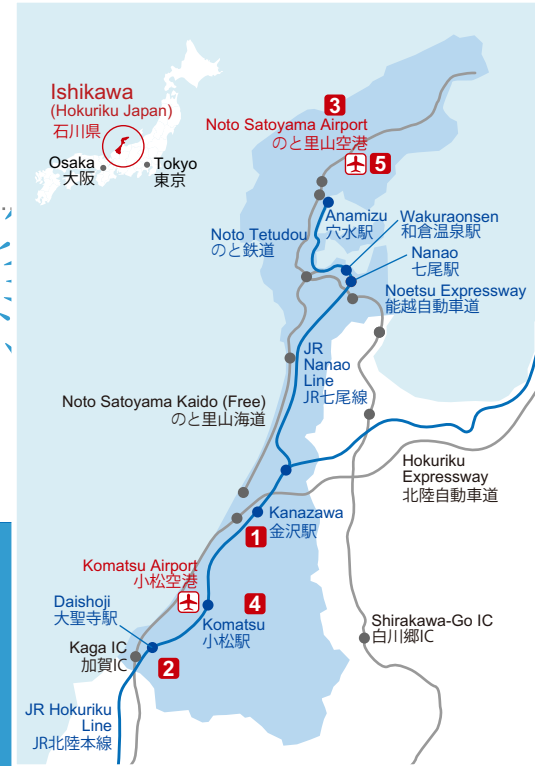 Ishikawa
(Hokuriku Japan)
石川県
Osaka
大阪
Tokyo
東京
3
Noto Satoyama Airport
のと里山空港
5
Anamizu
穴水駅
Wakuraonsen
和倉温泉駅
Noto Tetudou
のと鉄道
Nanao
七尾駅
Noetsu Expressway
能越自動車道
JR
Nanao
Line
JR七尾線
Noto Satoyama Kaido (Free)
のと里山海道
Hokuriku
Expressway
北陸自動車道
Kanazawa
金沢駅
1
Komatsu Airport
小松空港
4
Daishoji
大聖寺駅
Komatsu
小松駅
Shirakawa-Go IC
白川郷IC
Kaga IC
加賀IC
2
JR Hokuriku
Line
JR北陸本線